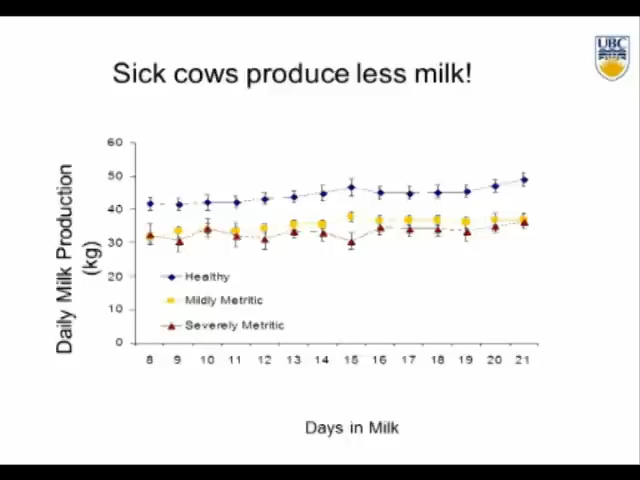 UBC
Sick cows produce less milk!
Daily Milk Production
(kg)
60
50
40
30
20
10
0
Healthy
Mildly Metritic
Severely Metritic
8 9 10 11 12 13 14 15 16 17 18 19 20 21
Days in Milk